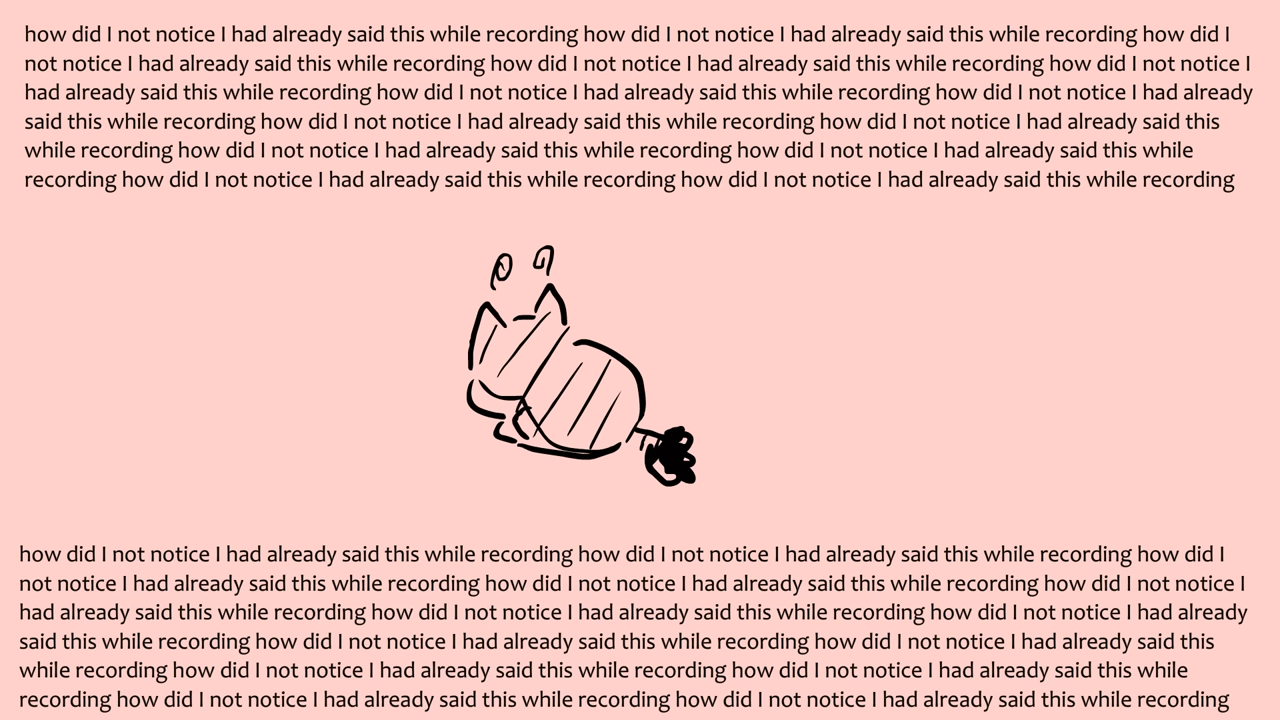 how did I not notice I had already said this while recording how did I not notice I had already said this while recording how did I
not notice I had already said this while recording how did I not notice I had already said this while recording how did I not notice I
had already said this while recording how did I not notice I had already said this while recording how did I not notice I had already
said this while recording how did I not notice I had already said this while recording how did I not notice I had already said this
while recording how did I not notice I had already said this while recording how did I not notice I had already said this while
recording how did I not notice I had already said this while recording how did I not notice I had already said this while recording
how did I not notice I had already said this while recording how did I not notice I had already said this while recording how did I
not notice I had already said this while recording how did I not notice I had already said this while recording how did I not notice I
had already said this while recording how did I not notice I had already said this while recording how did I not notice I had already
said this while recording how did I not notice I had already said this while recording how did I not notice I had already said this
while recording how did I not notice I had already said this while recording how did I not notice I had already said this while
recording how did I not notice I had already said this while recording how did I not notice I had already said this while recording